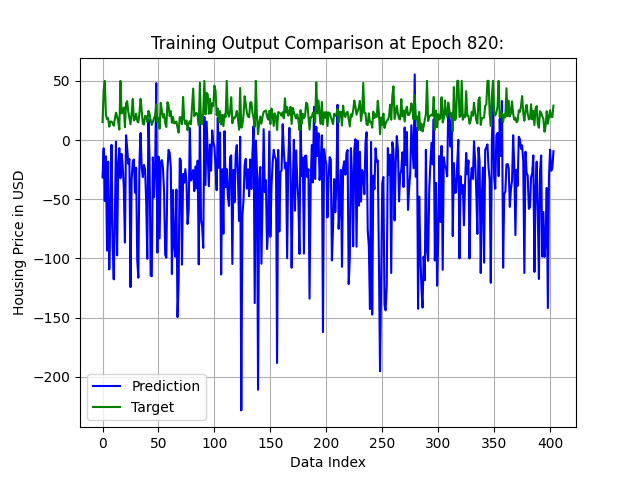 Training Output Comparison at Epoch 820:
Housing Price in USD
50
0
−50
−100
−150
−200
Prediction
Target
0 50 100 150 200 250 300 350 400
Data Index